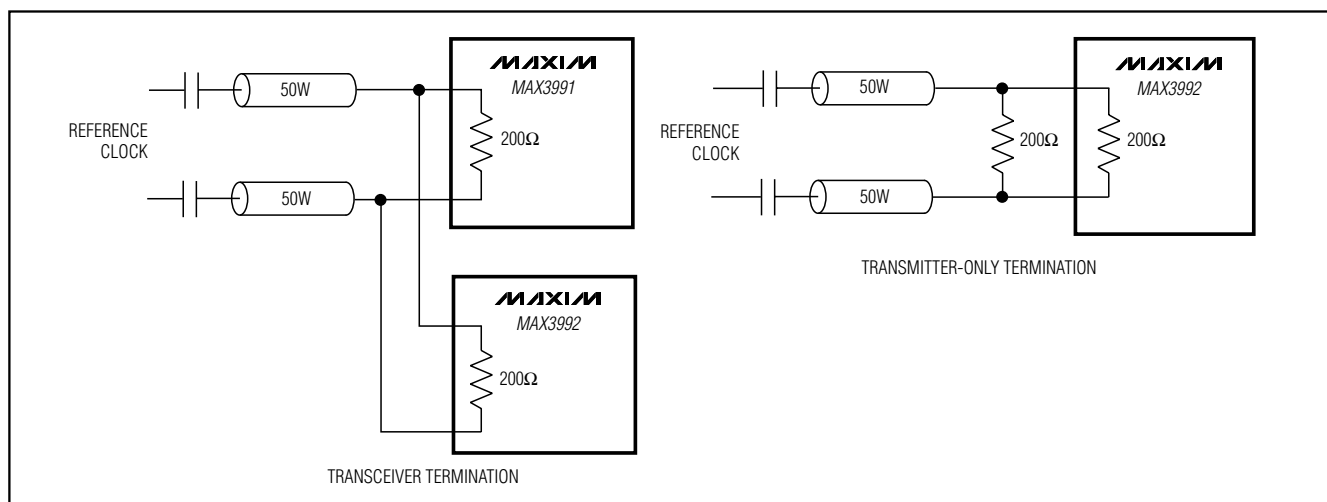 MAXIM
MAX3991
50W
REFERENCE
CLOCK
200Ω
50W
MAXIM
MAX3992
200Ω
TRANSCEIVER TERMINATION
MAXIM
MAX3992
50W
REFERENCE
CLOCK
200Ω
200Ω
50W
TRANSMITTER-ONLY TERMINATION